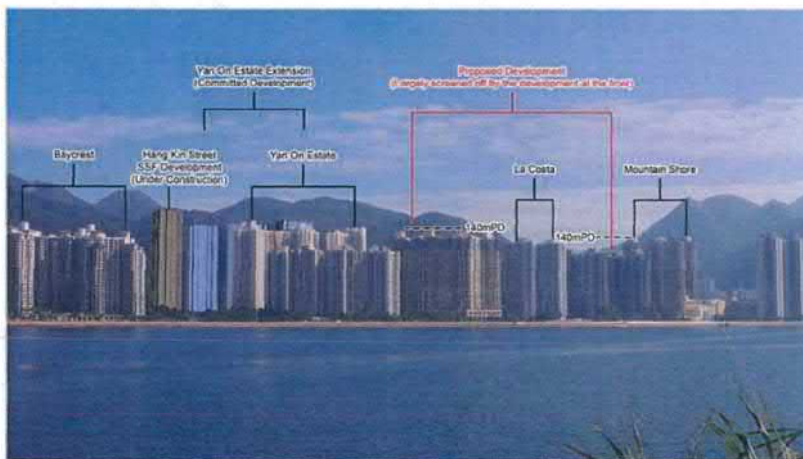 Yan On Estate Extension
(Committed Development)
Proposed Development
(Largely screened off by the development at the front)
Baycrest
Hang Kin Street
SSF Development
(Under Construction)
Yan On Estate
La Costa
Mountain Shore
140mPD
140mPD